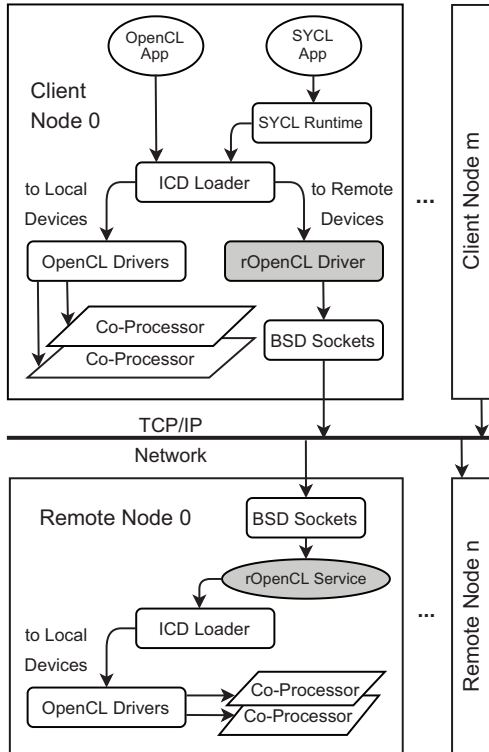 OpenCL
App
SYCL
App
Client
Node 0
SYCL Runtime
ICD Loader
to Local
Devices
to Remote
Devices
OpenCL Drivers
rOpenCL Driver
Co-Processor
Co-Processor
BSD Sockets
...
Client Node m
TCP/IP
Network
Remote Node 0
BSD Sockets
rOpenCL Service
ICD Loader
to Local
Devices
OpenCL Drivers
Co-Processor
Co-Processor
...
Remote Node n